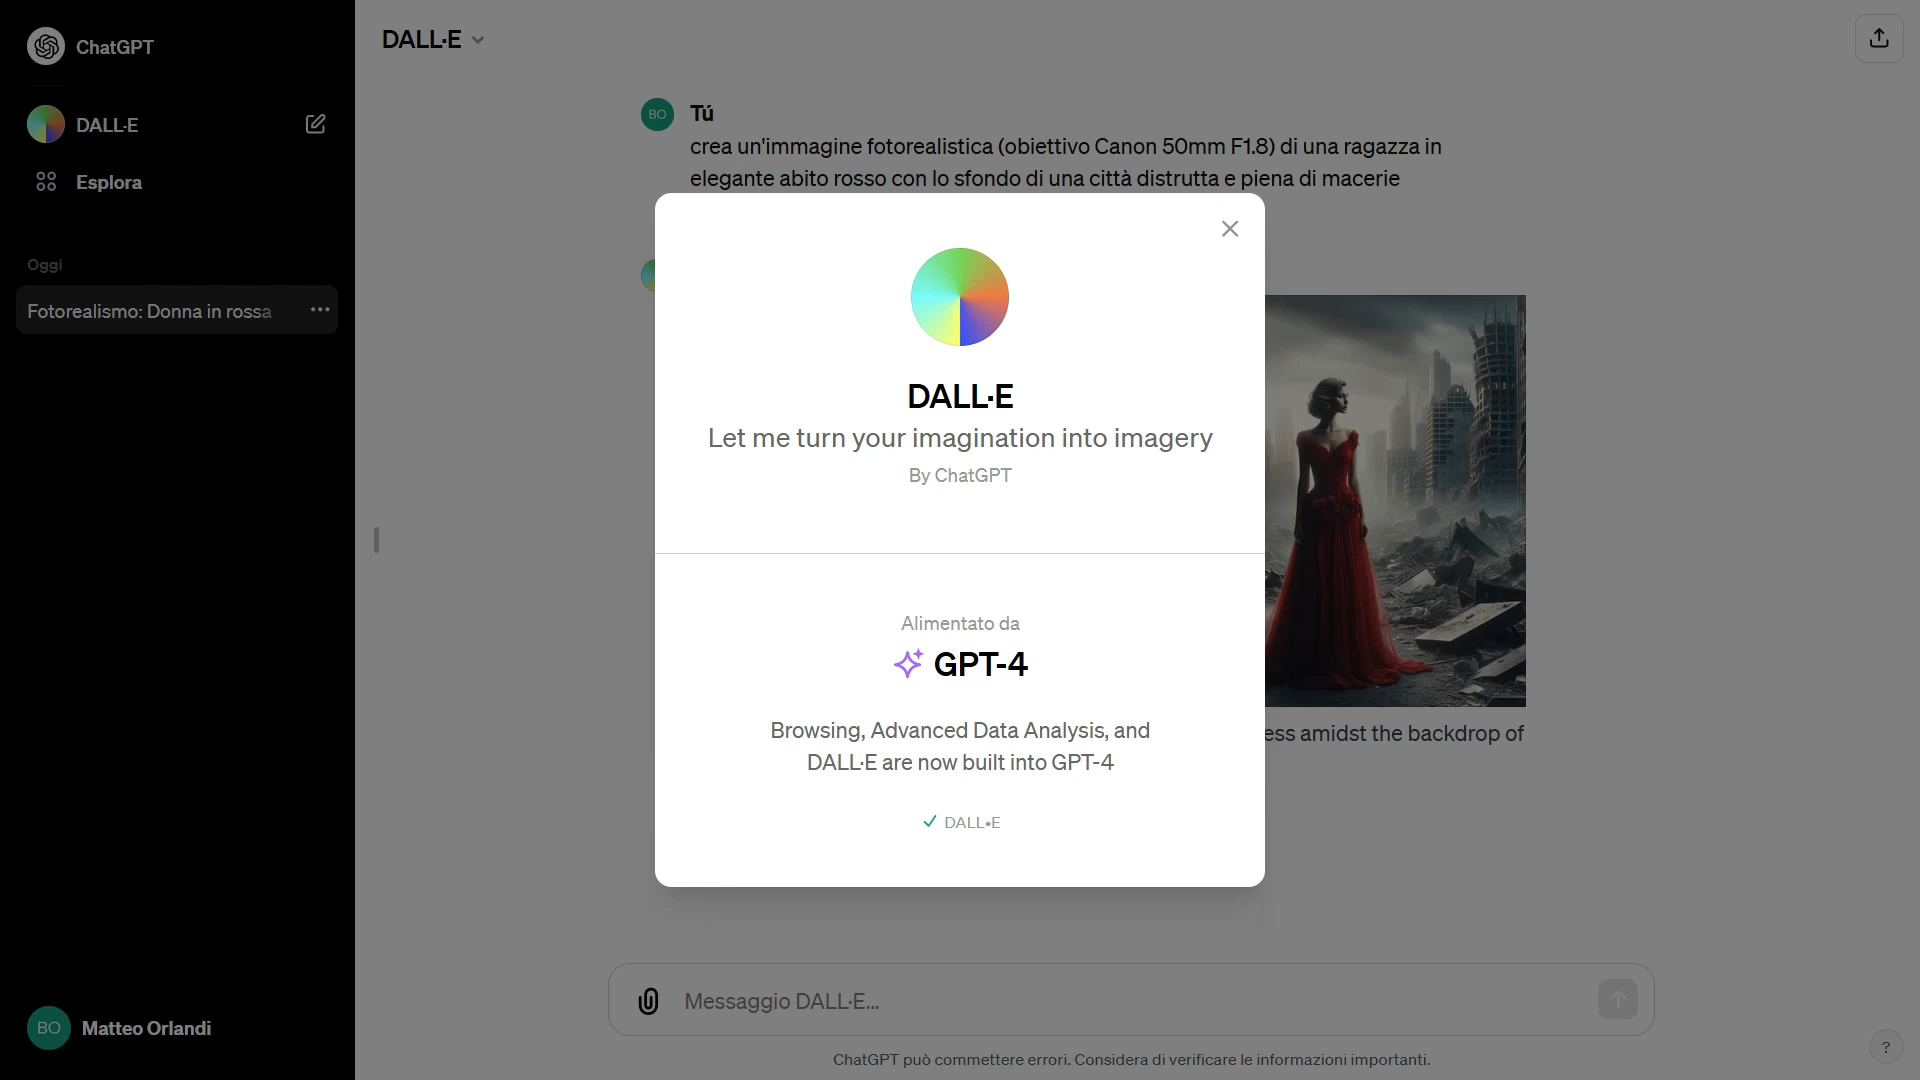 ChatGPT
DALL·E
Esplora
Oggi
Fotorealismo: Donna in rossa
BO
Matteo Orlandi
DALL·E
BO
Tú
crea un'immagine fotorealistica (obiettivo Canon 50mm F1.8) di una ragazza in
elegante abito rosso con lo sfondo di una città distrutta e piena di macerie
DALL·E
Let me turn your imagination into imagery
By ChatGPT
Alimentato da
GPT-4
Browsing, Advanced Data Analysis, and
DALL·E are now built into GPT-4
DALL•E
ess amidst the backdrop of
Messaggio DALL·E...
ChatGPT può commettere errori. Considera di verificare le informazioni importanti.
?